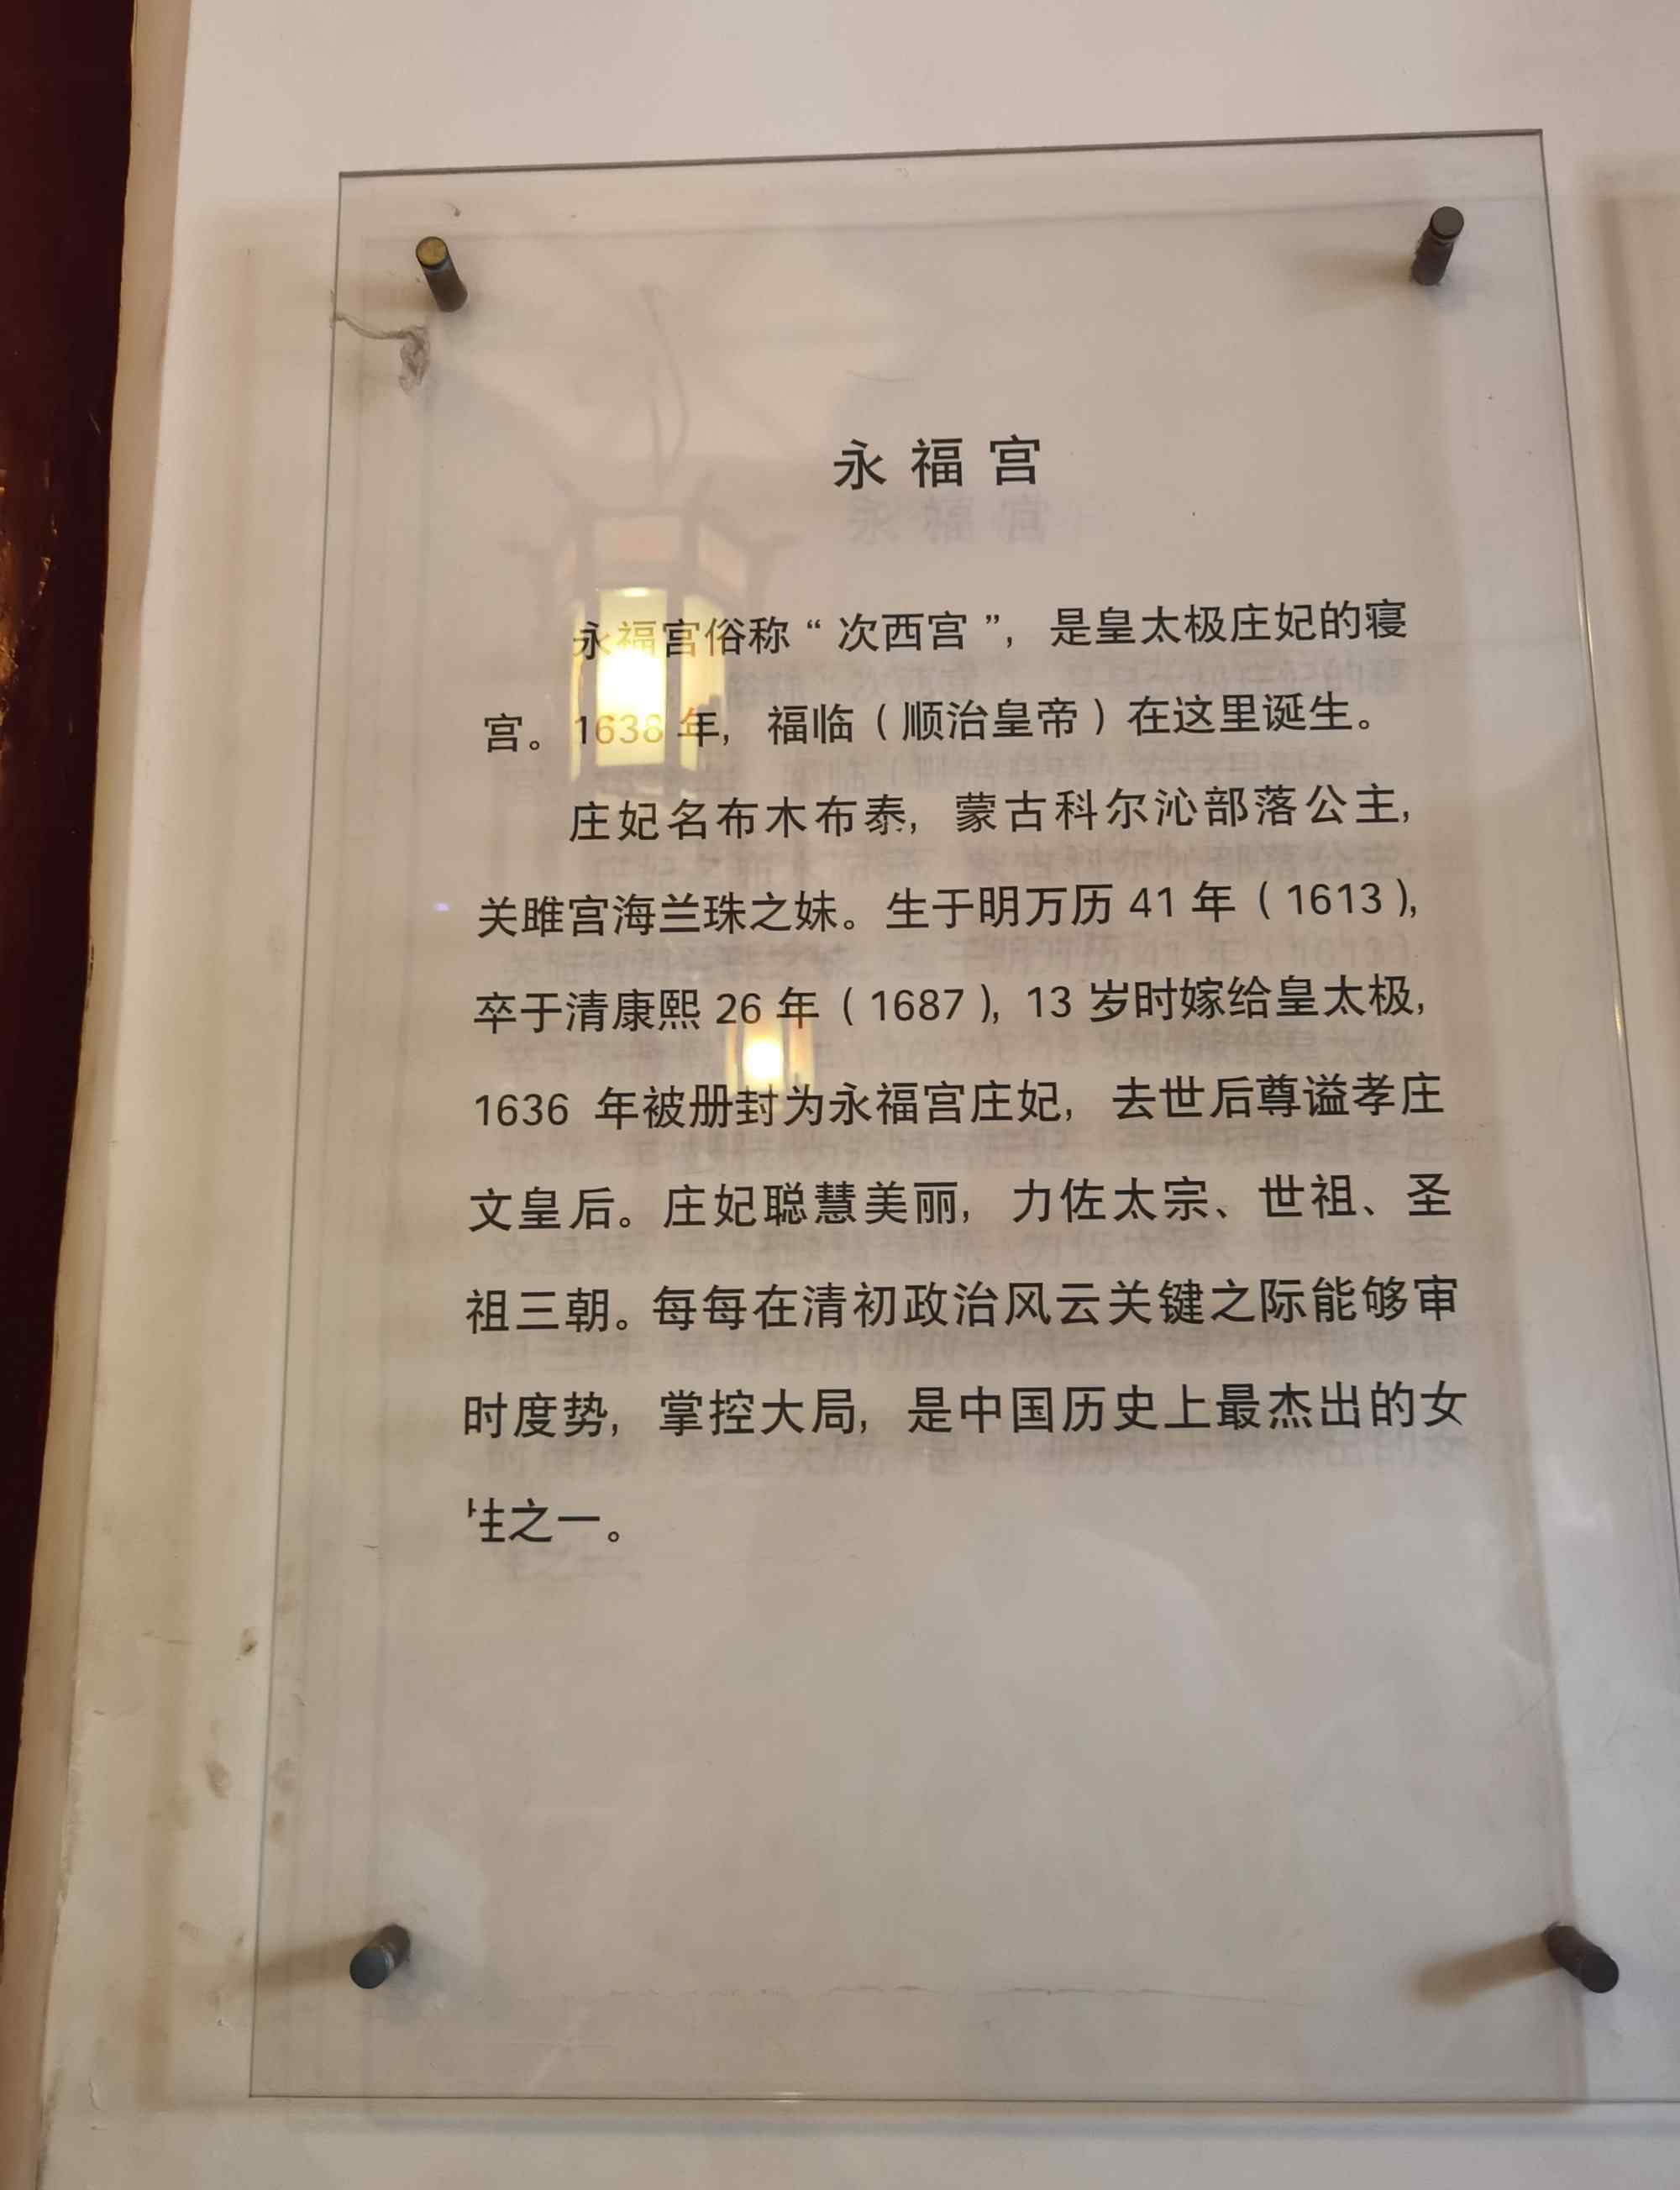 永福宫
永福宫俗称“次西宫”，是皇太极庄妃的寝
宫。1638年，福临（顺治皇帝）在这里诞生。
庄妃名布木布泰，蒙古科尔沁部落公主，
关雎宫海兰珠之妹。生于明万历41年（1613），
卒于清康熙26年（1687），13岁时嫁给皇太极，
1636 年被册封为永福宫庄妃，去世后尊谥孝庄
文皇后。庄妃聪慧美丽，力佐太宗、世祖、圣
祖三朝。每每在清初政治风云关键之际能够审
时度势，掌控大局，是中国历史上最杰出的女
性之一。